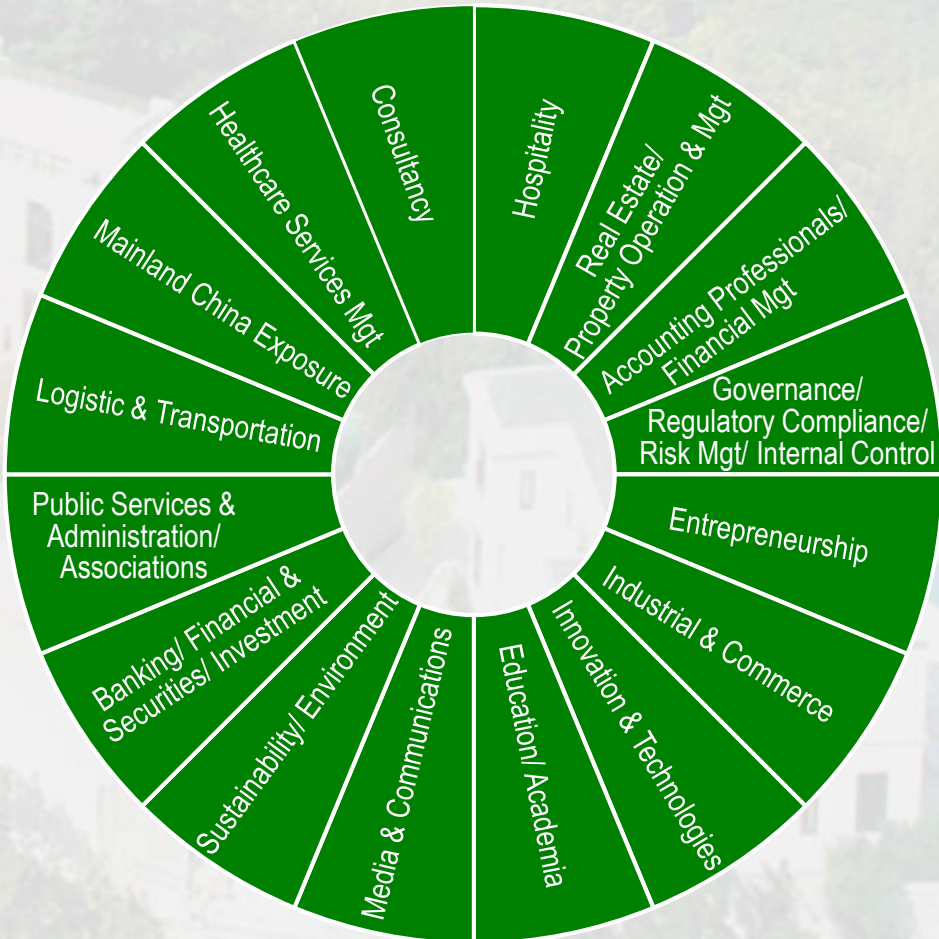 Hospitality
Real Estate/
Property Operation & Mgt
Accounting Professionals/
Financial Mgt
Governance/
Regulatory Compliance/
Risk Mgt/ Internal Control
Entrepreneurship
Industrial & Commerce
Innovation & Technologies
Education/ Academia
Media & Communications
Sustainability/ Environment
Banking/ Financial &
Securities/ Investment
Public Services &
Administration/
Associations
Logistic & Transportation
Mainland China Exposure
Healthcare Services Mgt
Consultancy